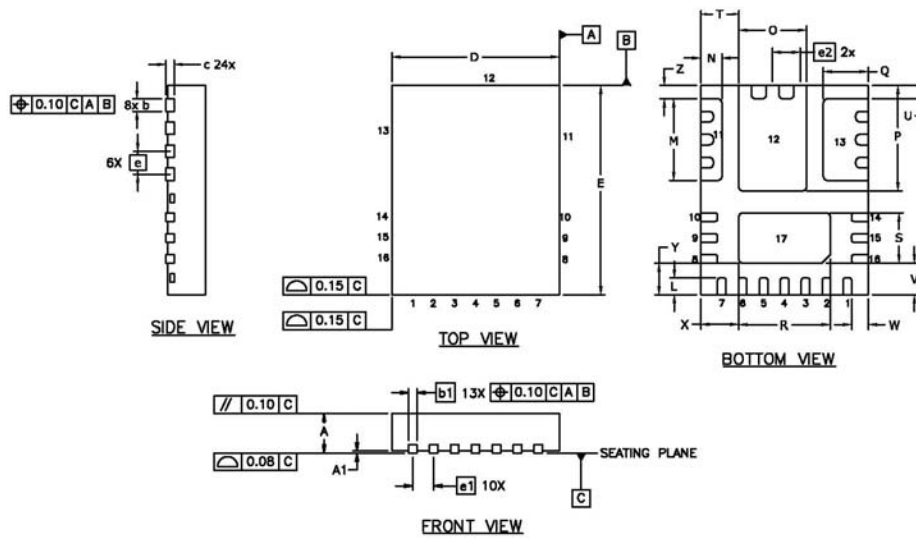 c 24x
⌖ 0.10 C A B
8x b
6X e
SIDE VIEW
D
A
B
12
13
11
E
14
10
15
9
16
8
⌓ 0.15 C
⌓ 0.15 C
1 2 3 4 5 6 7
TOP VIEW
T
O
N
e2 2x
Z
Q
U
M
11
12
13
P
10
14
9
17
15
S
8
16
Y
L
V
7 6 5 4 3 2 1
X
R
W
BOTTOM VIEW
// 0.10 C
b1 13X ⌖ 0.10 C A B
A
⌓ 0.08 C
A1
SEATING PLANE
e1 10X
C
FRONT VIEW